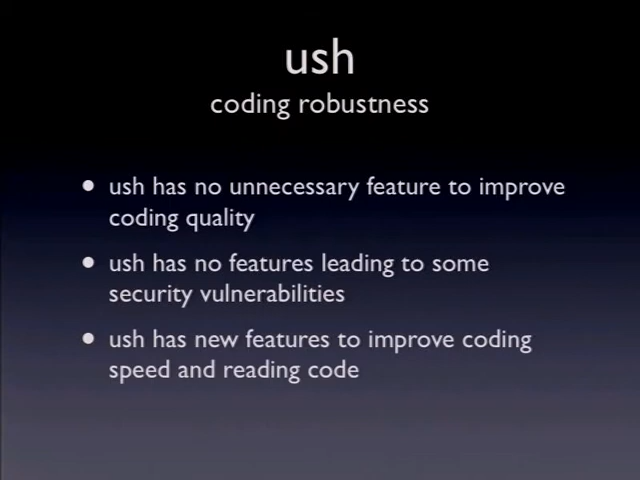 ush
coding robustness
• ush has no unnecessary feature to improve
coding quality
• ush has no features leading to some
security vulnerabilities
• ush has new features to improve coding
speed and reading code